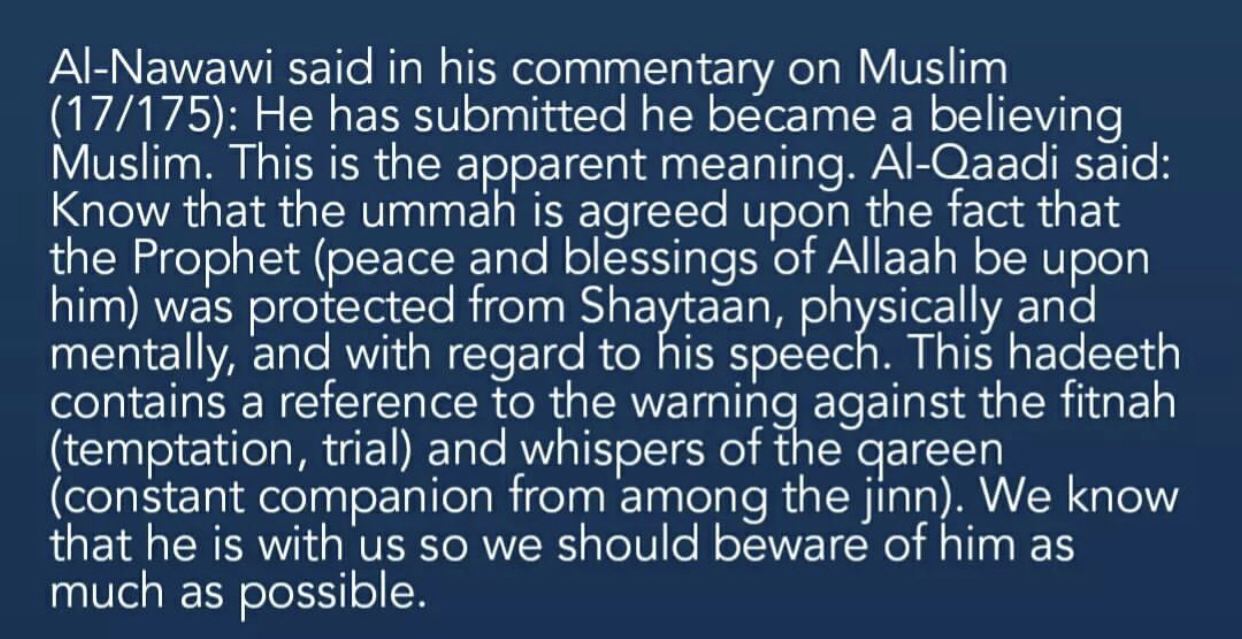 Al-Nawawi said in his commentary on Muslim
(17/175): He has submitted he became a believing
Muslim. This is the apparent meaning. Al-Qaadi said:
Know that the ummah is agreed upon the fact that
the Prophet (peace and blessings of Allaah be upon
him) was protected from Shaytaan, physically and
mentally, and with regard to his speech. This hadeeth
contains a reference to the warning against the fitnah
(temptation, trial) and whispers of the qareen
(constant companion from among the jinn). We know
that he is with us so we should beware of him as
much as possible.